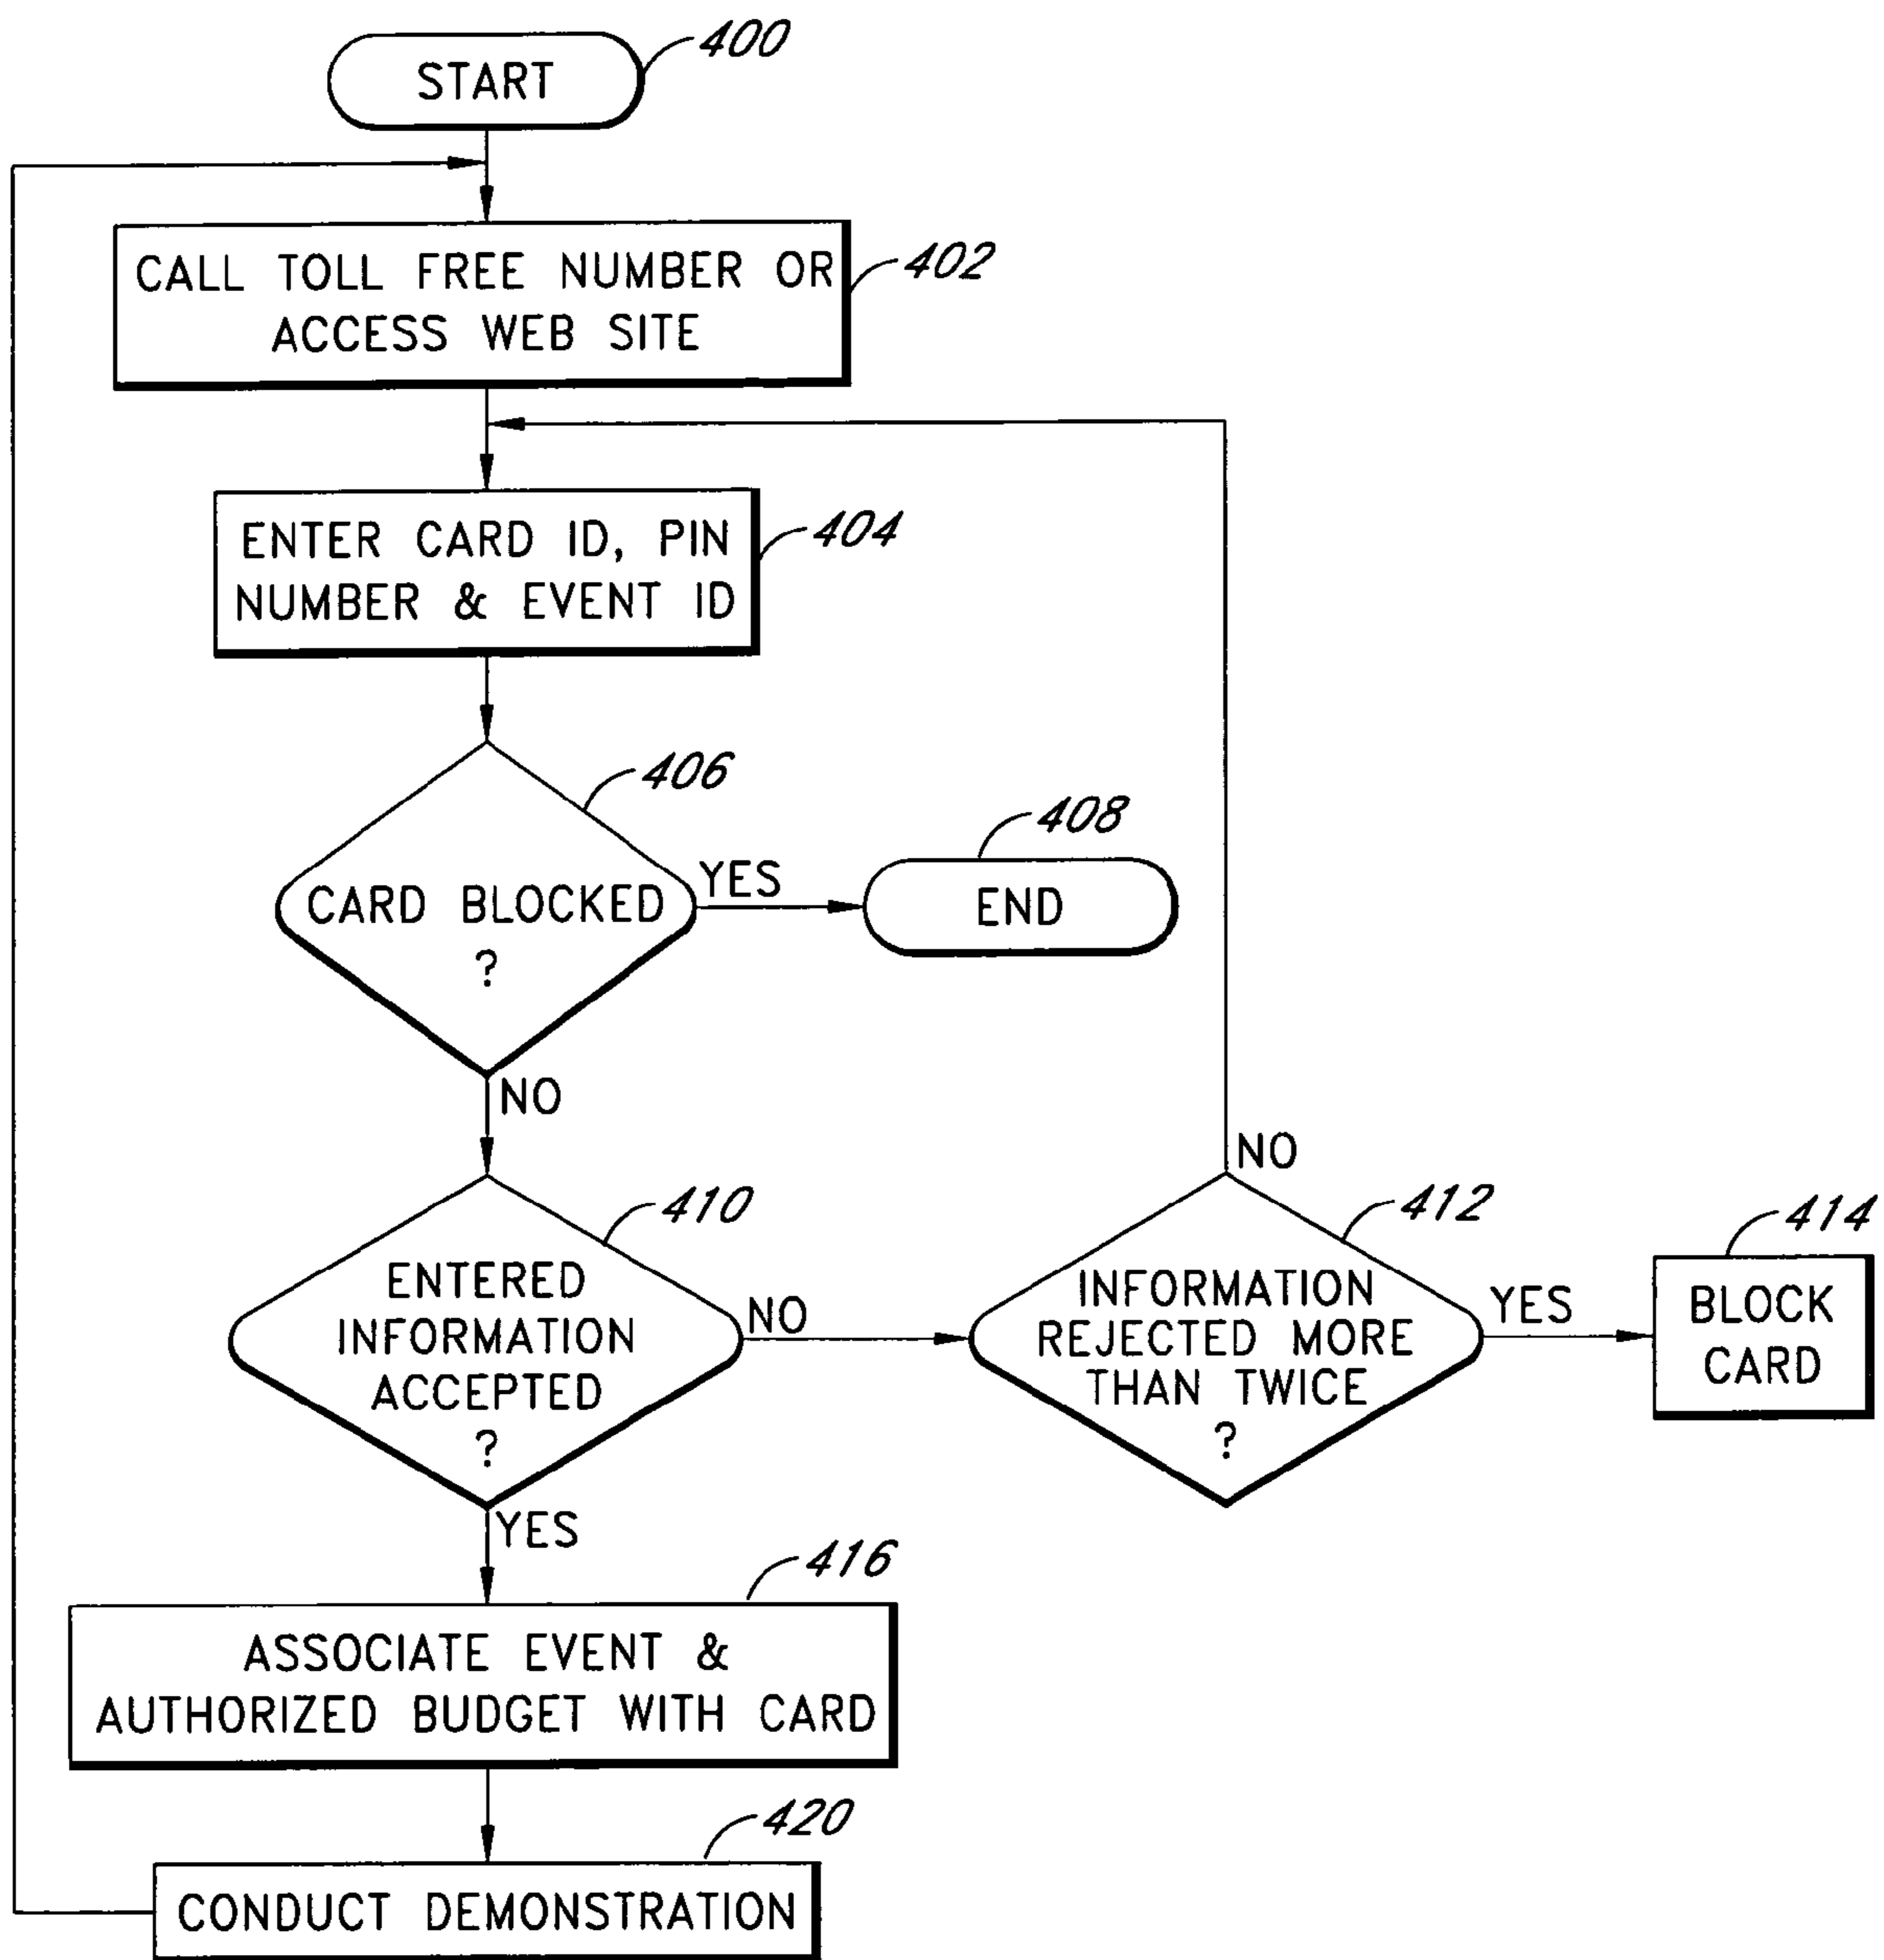 START
400
CALL TOLL FREE NUMBER OR
ACCESS WEB SITE
402
ENTER CARD ID, PIN
NUMBER & EVENT ID
404
CARD BLOCKED
?
406
YES
END
408
NO
ENTERED
INFORMATION
ACCEPTED
?
410
NO
INFORMATION
REJECTED MORE
THAN TWICE
?
412
NO
YES
BLOCK
CARD
414
YES
ASSOCIATE EVENT &
AUTHORIZED BUDGET WITH CARD
416
CONDUCT DEMONSTRATION
420